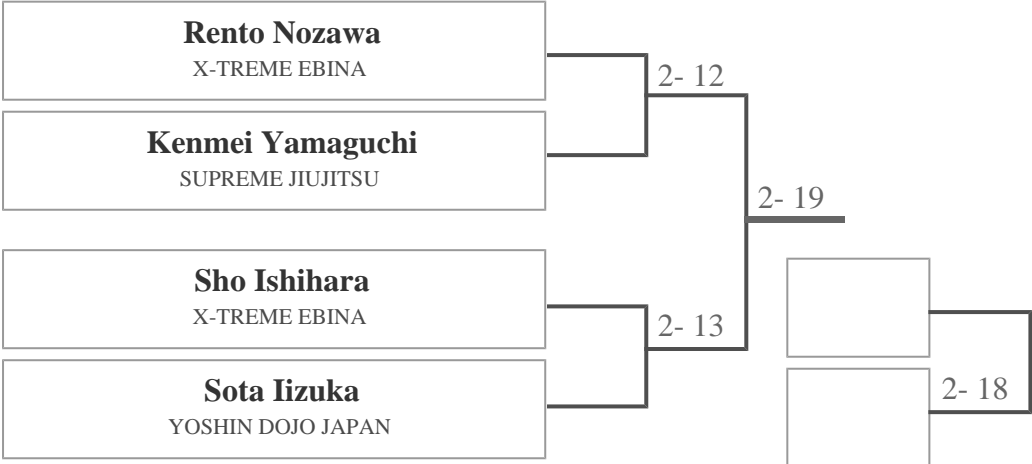 Rento Nozawa
X-TREME EBINA
2- 12
Kenmei Yamaguchi
SUPREME JIUJITSU
2- 19
Sho Ishihara
X-TREME EBINA
2- 13
Sota Iizuka
YOSHIN DOJO JAPAN
2- 18